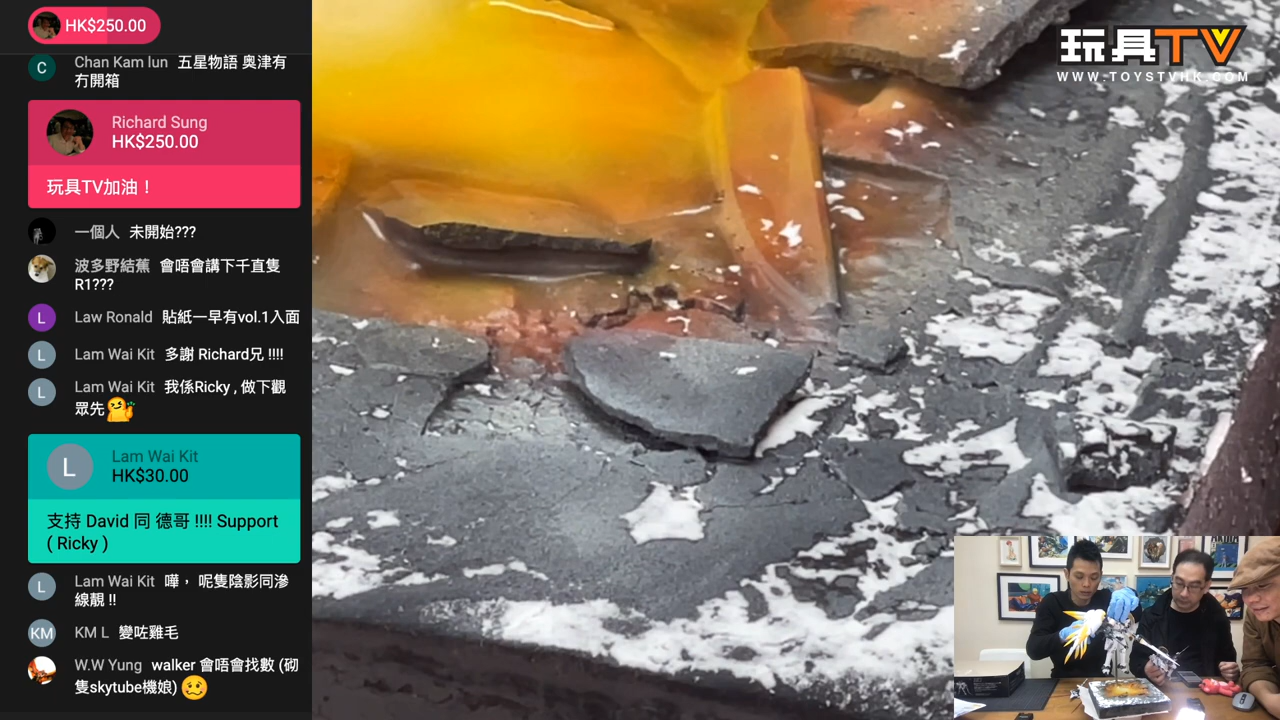 HK$250.00
C
Chan Kam lun 五星物語 奥津有
冇開箱
Richard Sung
HK$250.00
玩具TV加油！
一個人 未開始???
波多野結蕉 會唔會講下千直隻
R1???
L
Law Ronald 貼紙一早有vol.1入面
L
Lam Wai Kit 多謝 Richard兄 !!!!
L
Lam Wai Kit 我係Ricky , 做下觀
眾先
L
Lam Wai Kit
HK$30.00
支持 David 同 德哥 !!!! Support
( Ricky )
L
Lam Wai Kit 嘩， 呢隻陰影同滲
線靚 !!
KM
KM L 變咗雞毛
W.W Yung walker 會唔會找數 (砌
隻skytube機娘)
玩具TV
WWW.TOYSTVHK.COM